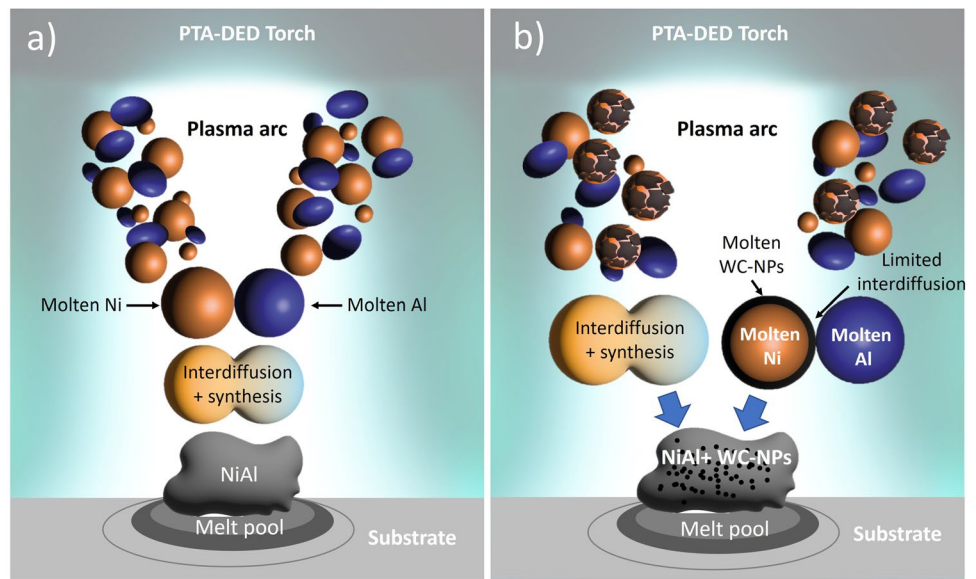 a)
PTA-DED Torch
Plasma arc
Molten Ni
Molten Al
Interdiffusion
+ synthesis
NiAl
Melt pool
Substrate
b)
PTA-DED Torch
Plasma arc
Molten
WC-NPs
Limited
interdiffusion
Interdiffusion
+ synthesis
Molten
Ni
Molten
Al
NiAl+ WC-NPs
Melt pool
Substrate